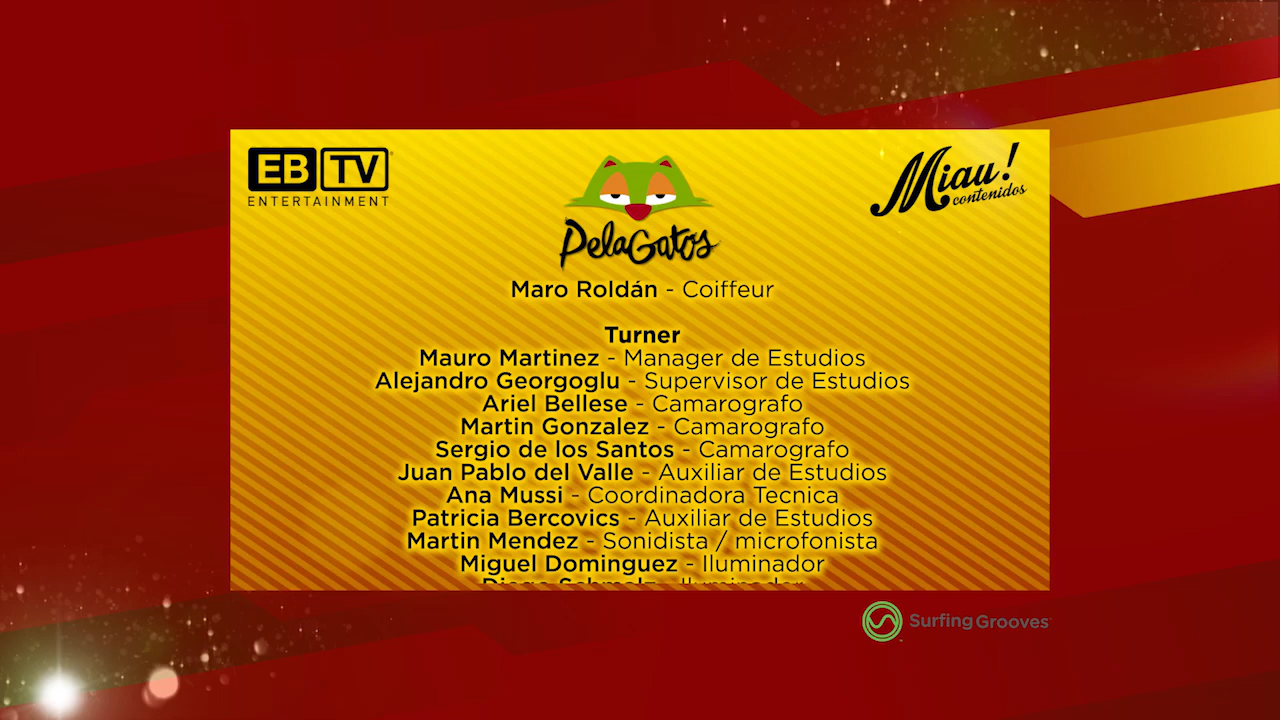 EB TV
ENTERTAINMENT
PelaGatos
Miau!
contenidos
Maro Roldán - Coiffeur
Turner
Mauro Martinez - Manager de Estudios
Alejandro Georgoglu - Supervisor de Estudios
Ariel Bellese - Camarografo
Martin Gonzalez - Camarografo
Sergio de los Santos - Camarografo
Juan Pablo del Valle - Auxiliar de Estudios
Ana Mussi - Coordinadora Tecnica
Patricia Bercovics - Auxiliar de Estudios
Martin Mendez - Sonidista / microfonista
Miguel Dominguez - Iluminador
Diego - Iluminador
Surfing Grooves